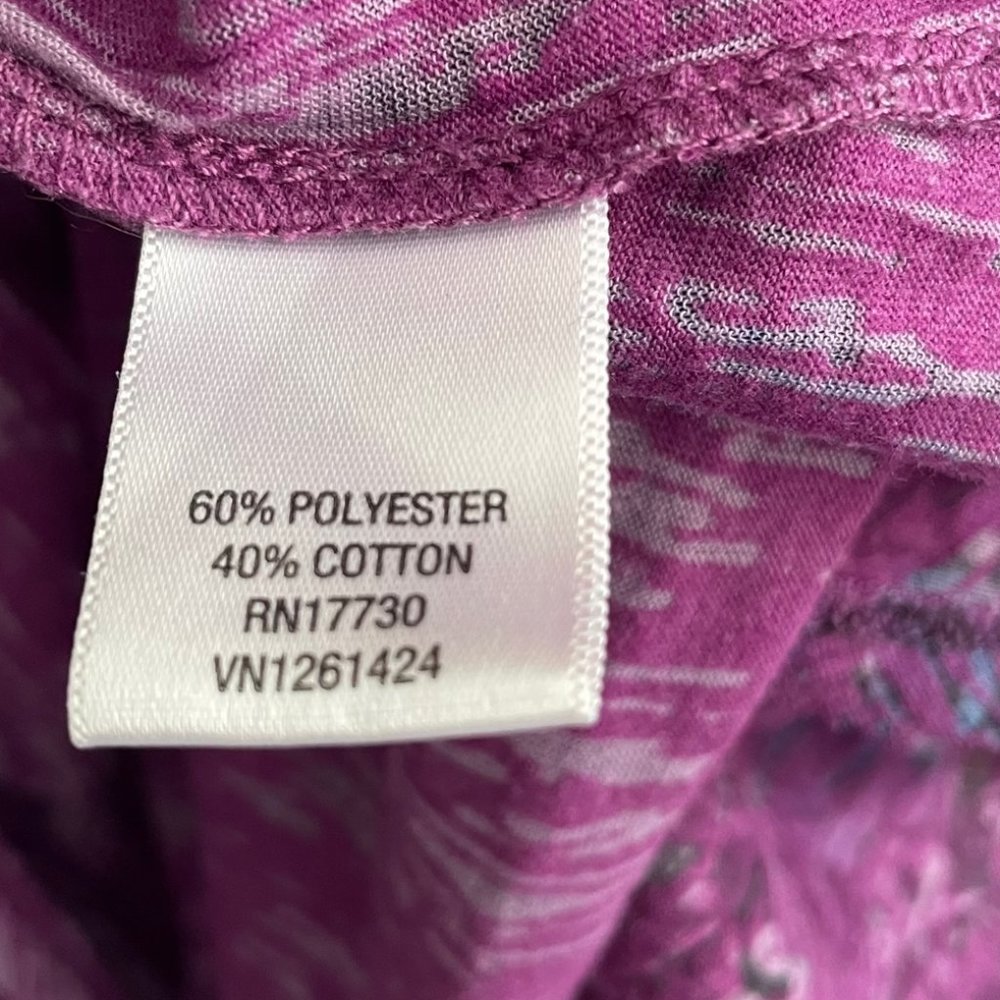 60% POLYESTER
40% COTTON
RN17730
VN1261424